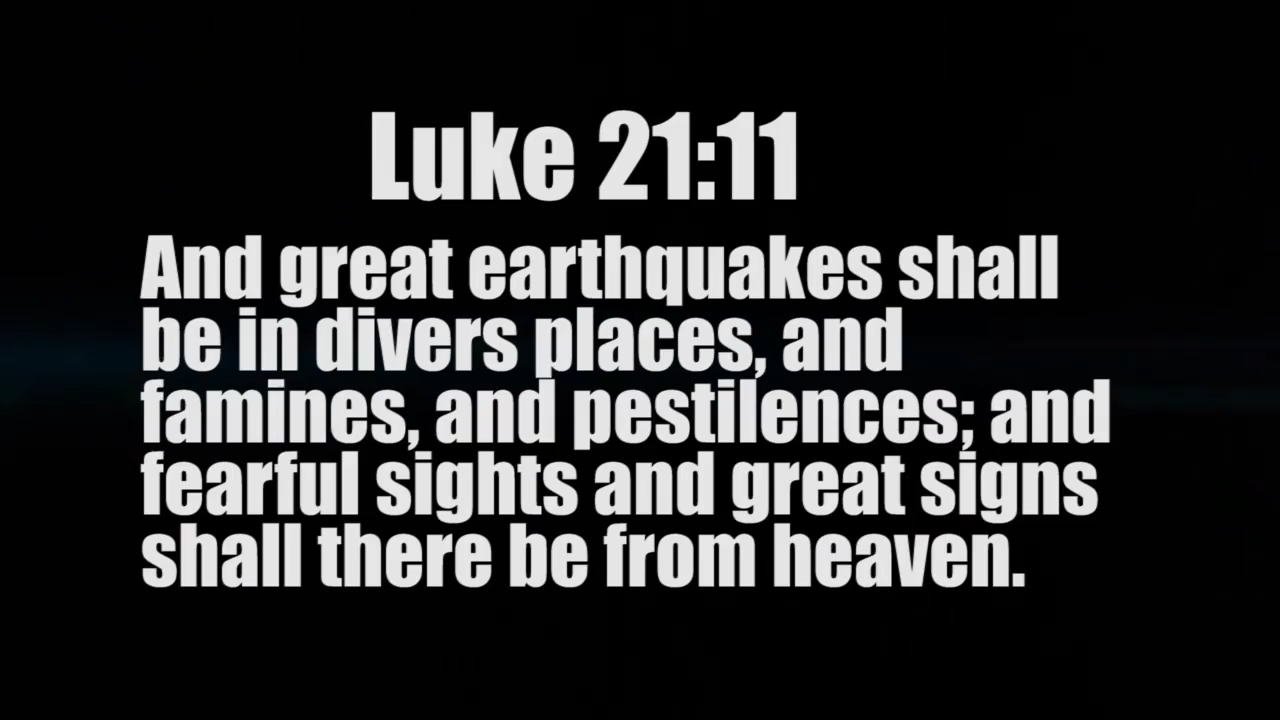 Luke 21:11
And great earthquakes shall
be in divers places, and
famines, and pestilences; and
fearful sights and great signs
shall there be from heaven.